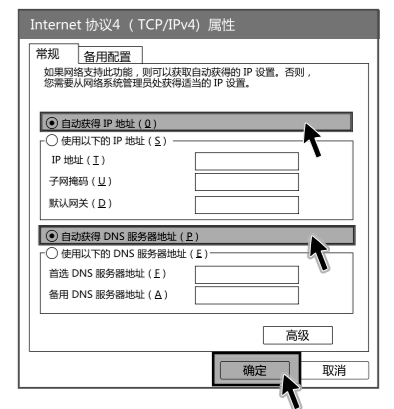 Internet 协议4 （ TCP/IPv4）属性
常规 备用配置
如果网络支持此功能，则可以获取自动获得的 IP 设置。否则，
您需要从网络系统管理员处获得适当的 IP 设置。
自动获得 IP 地址 ( O )
使用以下的 IP 地址 ( S )
IP 地址 ( I )
子网掩码 ( U )
默认网关 ( D )
自动获得 DNS 服务器地址 ( P )
使用以下的 DNS 服务器地址 ( E )
首选 DNS 服务器地址 ( F )
备用 DNS 服务器地址 ( A )
高级
确定 取消